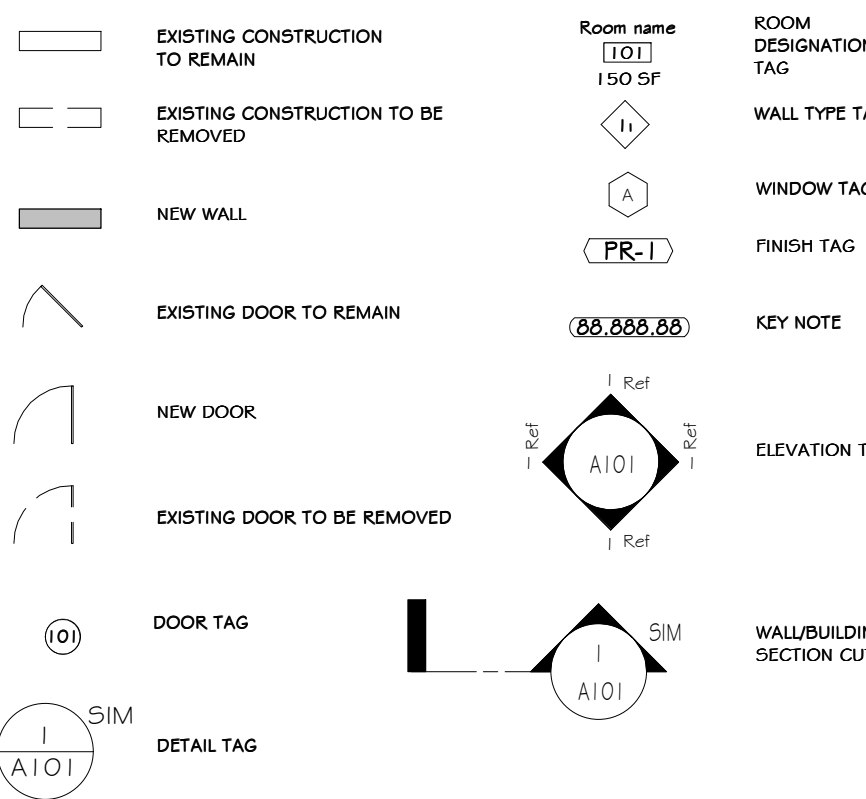 EXISTING CONSTRUCTION
TO REMAIN
EXISTING CONSTRUCTION TO BE
REMOVED
NEW WALL
EXISTING DOOR TO REMAIN
NEW DOOR
EXISTING DOOR TO BE REMOVED
101
DOOR TAG
1
A101
SIM
DETAIL TAG
Room name
101
150 SF
ROOM
DESIGNATION
TAG
11
WALL TYPE TA
A
WINDOW TAG
PR-1
FINISH TAG
88.888.88
KEY NOTE
1 Ref
1 Ref
A101
1 Ref
1 Ref
ELEVATION T
1
A101
SIM
WALL/BUILDIN
SECTION CU